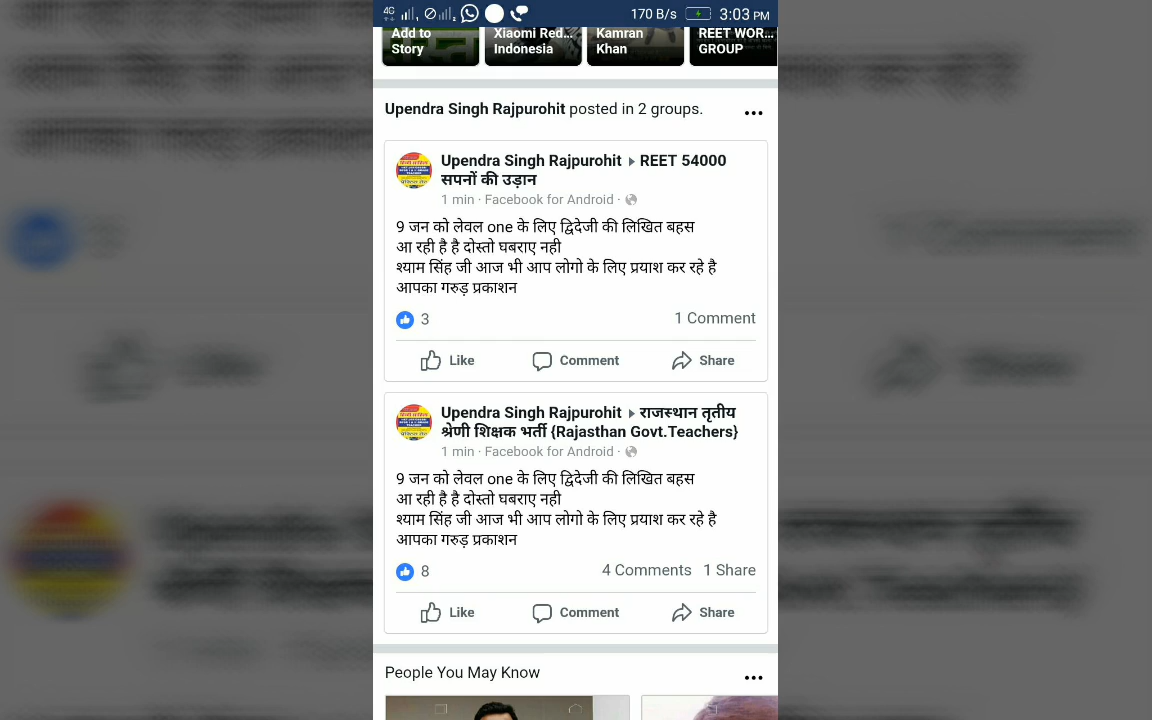 4G 170 B/s 3:03 PM
Add to Story
Xiaomi Red... Indonesia
Kamran Khan
REET WOR... GROUP
Upendra Singh Rajpurohit posted in 2 groups.
Upendra Singh Rajpurohit ▸ REET 54000
सपनों की उड़ान
1 min · Facebook for Android ·
9 जन को लेवल one के लिए द्विदेजी की लिखित बहस
आ रही है है दोस्तो घबराए नही
श्याम सिंह जी आज भी आप लोगो के लिए प्रयाश कर रहे है
आपका गरुड़ प्रकाशन
3 1 Comment
Like Comment Share
Upendra Singh Rajpurohit ▸ राजस्थान तृतीय
श्रेणी शिक्षक भर्ती {Rajasthan Govt.Teachers}
1 min · Facebook for Android ·
9 जन को लेवल one के लिए द्विदेजी की लिखित बहस
आ रही है है दोस्तो घबराए नही
श्याम सिंह जी आज भी आप लोगो के लिए प्रयाश कर रहे है
आपका गरुड़ प्रकाशन
8 4 Comments 1 Share
Like Comment Share
People You May Know